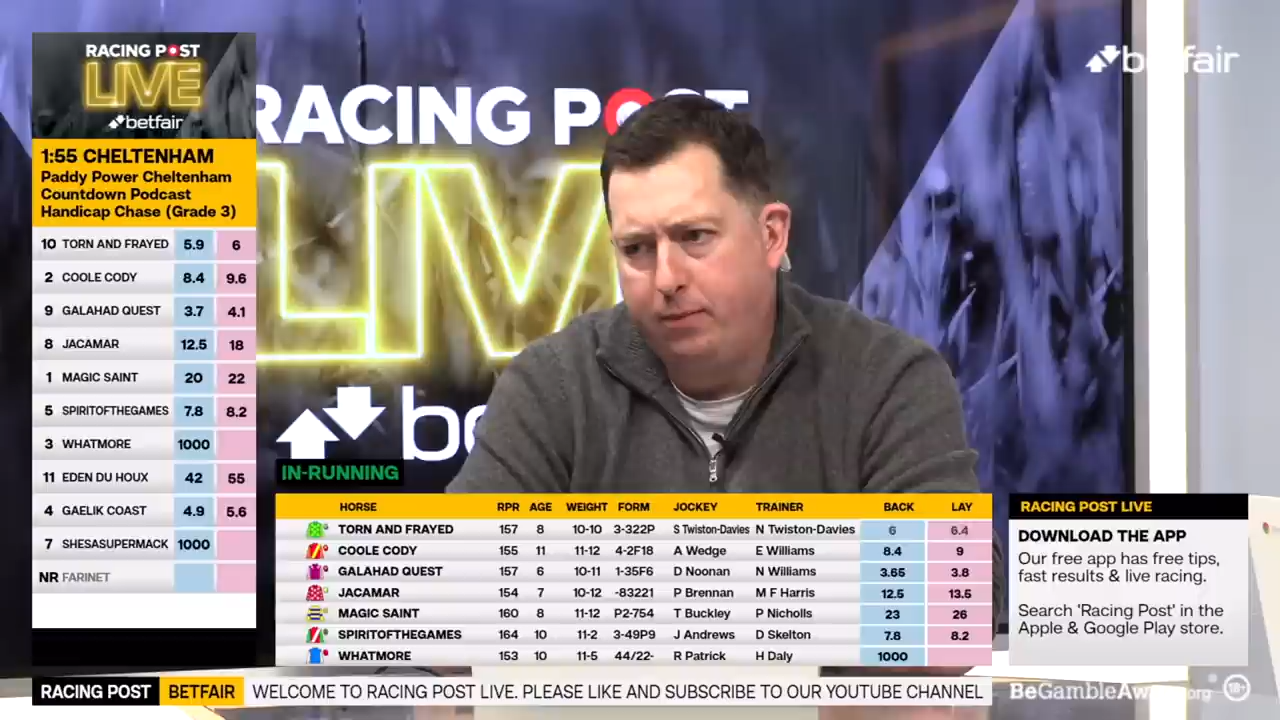 RACING POST
LIVE
betfair
1:55 CHELTENHAM
Paddy Power Cheltenham
Countdown Podcast
Handicap Chase (Grade 3)
10 TORN AND FRAYED 5.9 6
2 COOLE CODY 8.4 9.6
9 GALAHAD QUEST 3.7 4.1
8 JACAMAR 12.5 18
1 MAGIC SAINT 20 22
5 SPIRITOFTHEGAMES 7.8 8.2
3 WHATMORE 1000
11 EDEN DU HOUX 42 55
4 GAELIK COAST 4.9 5.6
7 SHESASUPERMACK 1000
NR FARINET
RACING POST
LIV
be
betfair
IN-RUNNING
HORSE RPR AGE WEIGHT FORM JOCKEY TRAINER BACK LAY
TORN AND FRAYED 157 8 10-10 3-322P S Twiston-Davies N Twiston-Davies 6 6.4
COOLE CODY 155 11 11-12 4-2F18 A Wedge E Williams 8.4 9
GALAHAD QUEST 157 6 10-11 1-35F6 D Noonan N Williams 3.65 3.8
JACAMAR 154 7 10-12 -83221 P Brennan M F Harris 12.5 13.5
MAGIC SAINT 160 8 11-12 P2-754 T Buckley P Nicholls 23 26
SPIRITOFTHEGAMES 164 10 11-2 3-49P9 J Andrews D Skelton 7.8 8.2
WHATMORE 153 10 11-5 44/22- R Patrick H Daly 1000
RACING POST LIVE
DOWNLOAD THE APP
Our free app has free tips,
fast results & live racing.
Search 'Racing Post' in the
Apple & Google Play store.
RACING POST BETFAIR WELCOME TO RACING POST LIVE. PLEASE LIKE AND SUBSCRIBE TO OUR YOUTUBE CHANNEL
BeGambleAware.org 18+